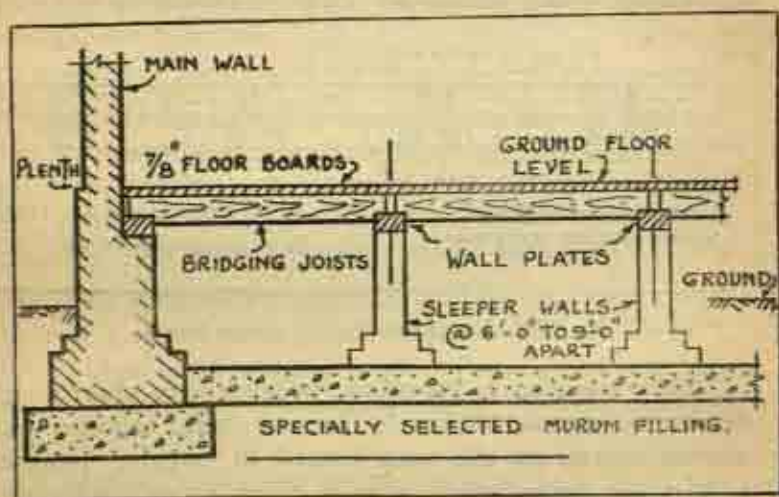 MAIN WALL
PLENTH
7/8" FLOOR BOARDS
GROUND FLOOR
LEVEL
BRIDGING JOISTS
WALL PLATES
GROUND
SLEEPER WALLS
@ 6'-0" TO 9'-0"
APART
SPECIALLY SELECTED MURUM FILLING.